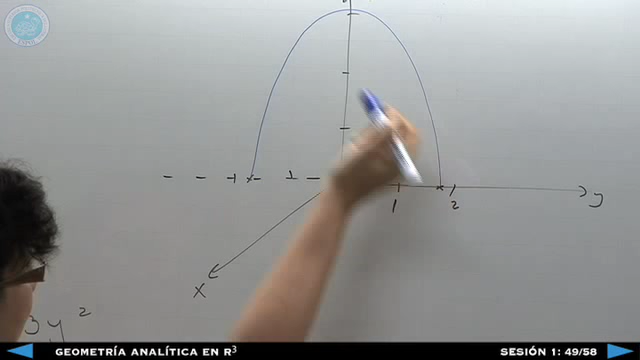 1
2
y
x
3y²
GEOMETRÍA ANALÍTICA EN R³
SESIÓN 1: 49/58